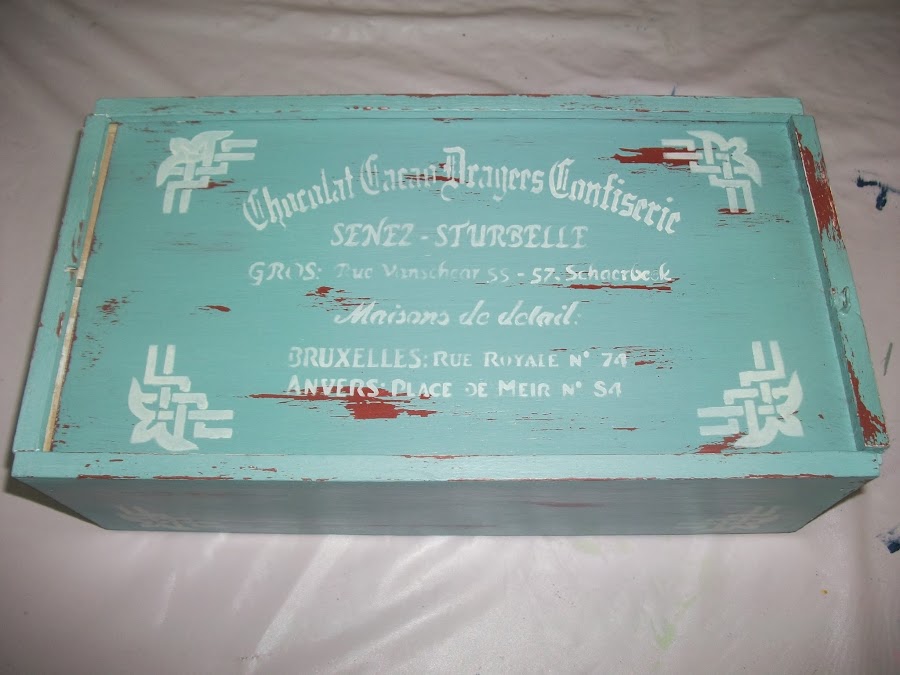 Chocolat Cacao Dragees Confiserie
SENEZ - STURBELLE
GROS: Rue Vanschoor 55 - 57. Schaerbeek
Maisons de detail:
BRUXELLES: RUE ROYALE N° 74
ANVERS: PLACE DE MEIR N° 84